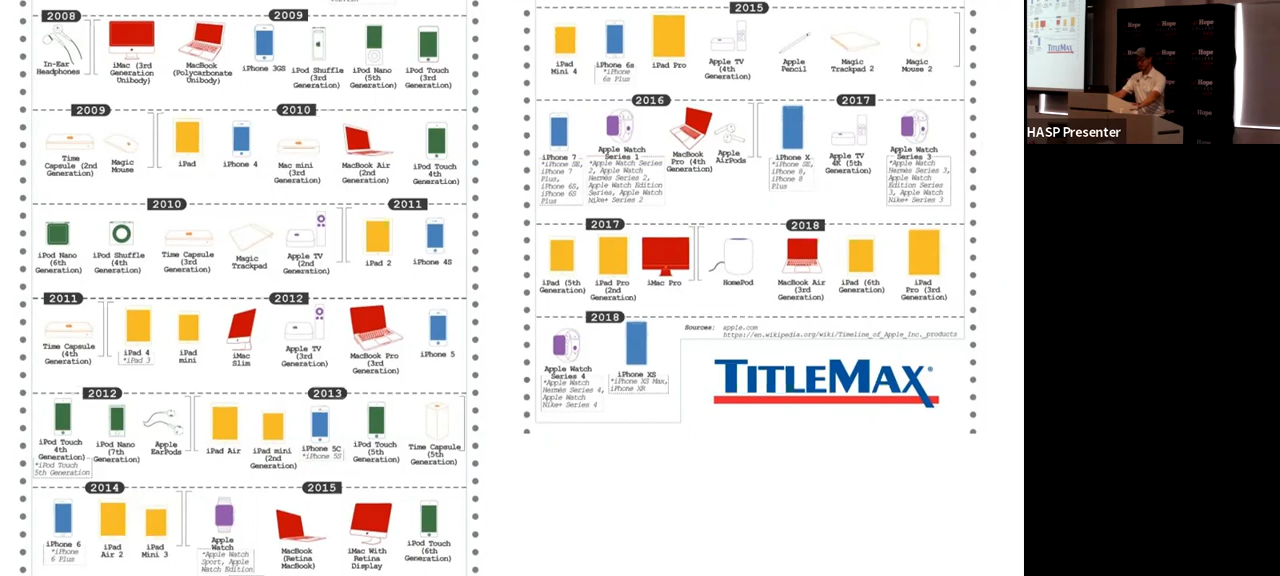 2008
2009
In-Ear
Headphones
iMac (3rd
Generation
Unibody)
MacBook
(Polycarbonate
Unibody)
iPhone 3GS
iPod Shuffle
(3rd
Generation)
iPod Nano
(5th
Generation)
iPod Touch
(3rd
Generation)
2009
2010
Time
Capsule (2nd
Generation)
Magic
Mouse
iPad
iPhone 4
Mac mini
(3rd
Generation)
MacBook Air
(2nd
Generation)
iPod Touch
4th
Generation)
2010
2011
iPod Nano
(6th
Generation)
iPod Shuffle
(4th
Generation)
Time Capsule
(3rd
Generation)
Magic
Trackpad
Apple TV
(2nd
Generation)
iPad 2
iPhone 4S
2011
2012
Time Capsule
(4th
Generation)
iPad 4
*iPad 3
iPad
mini
iMac
Slim
Apple TV
(3rd
Generation)
MacBook Pro
(3rd
Generation)
iPhone 5
2012
2013
iPod Touch
4th
Generation)
*iPod Touch
5th Generation
iPod Nano
(7th
Generation)
Apple
EarPods
iPad Air
iPad mini
(2nd
Generation)
iPhone 5C
*iPhone 5S
iPod Touch
(5th
Generation)
Time Capsule
(5th
Generation)
2014
2015
iPhone 6
*iPhone
6 Plus
iPad
Air 2
iPad
Mini 3
Apple
Watch
*Apple Watch
Sport, Apple
Watch Edition
MacBook
(Retina
MacBook)
iMac With
Retina
Display
iPod Touch
(6th
Generation)
2015
iPad
Mini 4
iPhone 6s
*iPhone
6s Plus
iPad Pro
Apple TV
(4th
Generation)
Apple
Pencil
Magic
Trackpad 2
Magic
Mouse 2
2016
2017
iPhone 7
*iPhone SE,
iPhone 7
Plus,
iPhone 6S,
iPhone 6S
Plus
Apple Watch
Series 1
*Apple Watch Series
2, Apple Watch
Hermés Series 2,
Apple Watch Edition
Series, Apple Watch
Nike+ Series 2
MacBook
Pro (4th
Generation)
Apple
AirPods
iPhone X
*iPhone SE,
iPhone 8,
iPhone 8
Plus
Apple TV
4K (5th
Generation)
Apple Watch
Series 3
*Apple Watch
Hermés Series 3,
Apple Watch
Edition Series
3, Apple Watch
Nike+ Series 3
2017
2018
iPad (5th
Generation)
iPad Pro
(2nd
Generation)
iMac Pro
HomePod
MacBook Air
(3rd
Generation)
iPad (6th
Generation)
iPad
Pro (3rd
Generation)
2018
Apple Watch
Series 4
*Apple Watch
Hermés Series 4,
Apple Watch
Nike+ Series 4
iPhone XS
*iPhone XS Max,
iPhone XR
Sources: apple.com
https://en.wikipedia.org/wiki/Timeline_of_Apple_Inc._products
TITLEMAX®
Hope
Hope
Hope
Hope
HASP Presenter